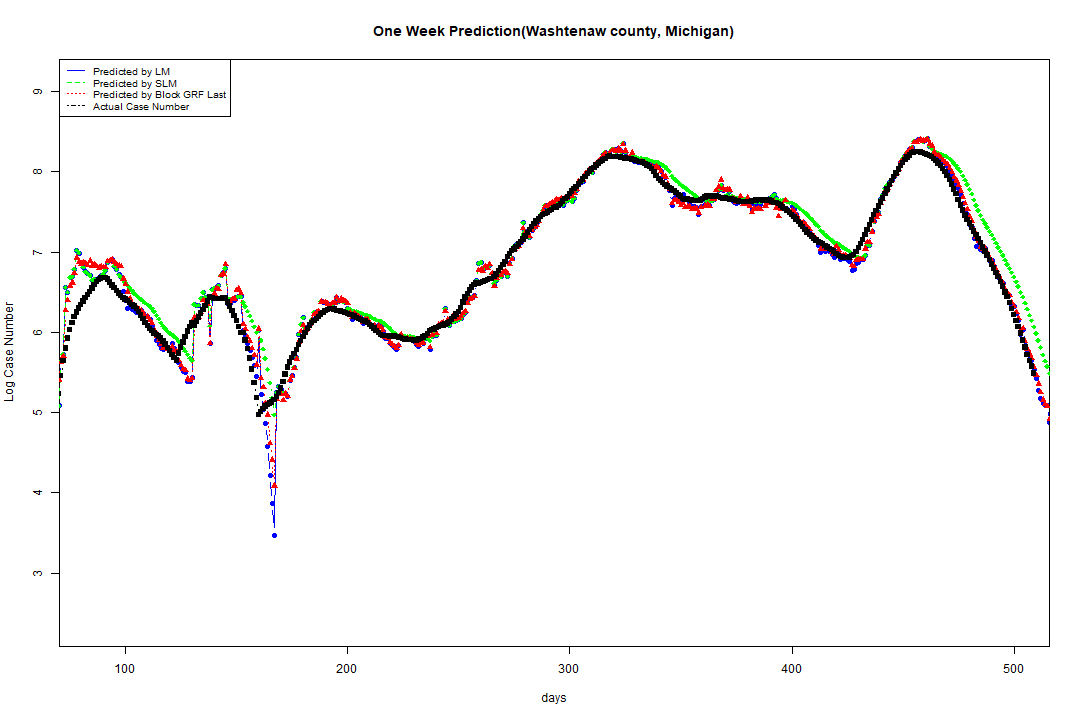 One Week Prediction(Washtenaw county, Michigan)
Predicted by LM
Predicted by SLM
Predicted by Block GRF Last
Actual Case Number
9
8
7
6
5
4
3
Log Case Number
100 200 300 400 500
days